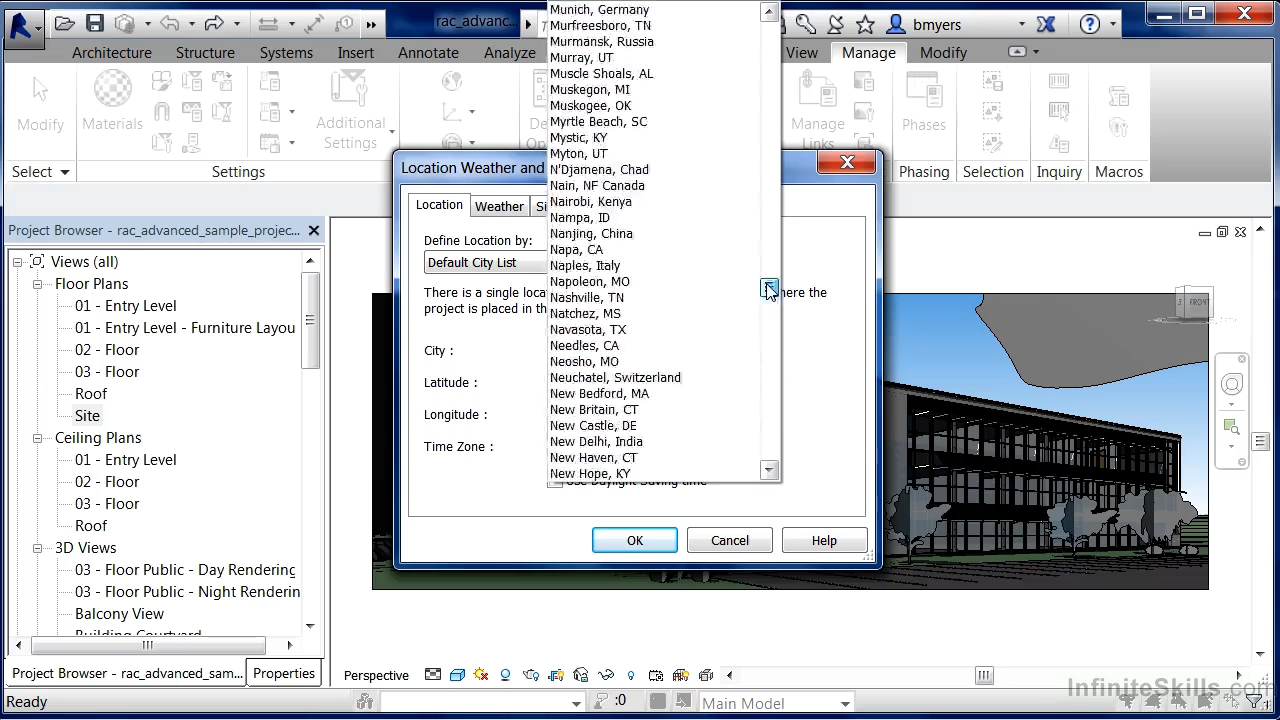 rac_advanc...
bmyers
Architecture
Structure
Systems
Insert
Annotate
Analyze
View
Manage
Modify
Modify
Materials
Additional
Settings
Manage
Links
Phases
Select
Settings
Phasing
Selection
Inquiry
Macros
Project Browser - rac_advanced_sample_projec...
Views (all)
Floor Plans
01 - Entry Level
01 - Entry Level - Furniture Layou
02 - Floor
03 - Floor
Roof
Site
Ceiling Plans
01 - Entry Level
02 - Floor
03 - Floor
Roof
3D Views
03 - Floor Public - Day Rendering
03 - Floor Public - Night Renderin
Balcony View
Building Courtyard
Project Browser - rac_advanced_sam...
Properties
Location Weather and
Location
Weather
Si
Define Location by:
Default City List
There is a single loca
here the
project is placed in th
City :
Latitude :
Longitude :
Time Zone :
Use Daylight Saving time
OK
Cancel
Help
Munich, Germany
Murfreesboro, TN
Murmansk, Russia
Murray, UT
Muscle Shoals, AL
Muskegon, MI
Muskogee, OK
Myrtle Beach, SC
Mystic, KY
Myton, UT
N'Djamena, Chad
Nain, NF Canada
Nairobi, Kenya
Nampa, ID
Nanjing, China
Napa, CA
Naples, Italy
Napoleon, MO
Nashville, TN
Natchez, MS
Navasota, TX
Needles, CA
Neosho, MO
Neuchatel, Switzerland
New Bedford, MA
New Britain, CT
New Castle, DE
New Delhi, India
New Haven, CT
New Hope, KY
FRONT
Perspective
Ready
:0
Main Model
InfiniteSkills.com